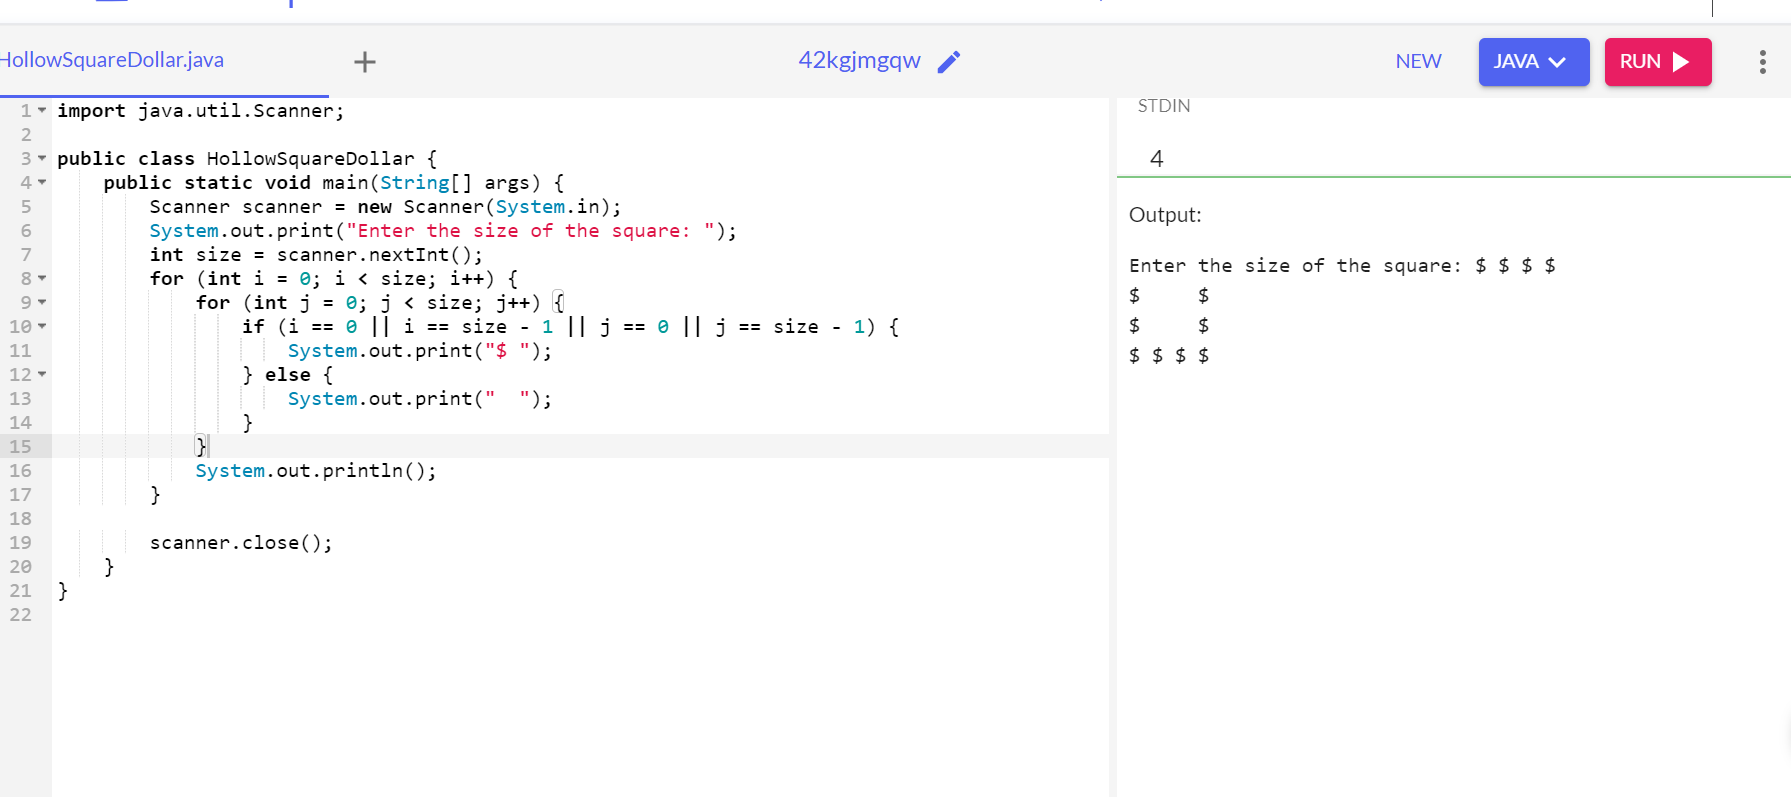 HollowSquareDollar.java
42kgjmgqw
NEW
JAVA
RUN
1 import java.util.Scanner;
2
3 public class HollowSquareDollar {
4     public static void main(String[] args) {
5         Scanner scanner = new Scanner(System.in);
6         System.out.print("Enter the size of the square: ");
7         int size = scanner.nextInt();
8         for (int i = 0; i < size; i++) {
9             for (int j = 0; j < size; j++) {
10                 if (i == 0 || i == size - 1 || j == 0 || j == size - 1) {
11                     System.out.print("$ ");
12                 } else {
13                     System.out.print("  ");
14                 }
15             }
16             System.out.println();
17         }
18
19         scanner.close();
20     }
21 }
22
STDIN
4
Output:
Enter the size of the square: $ $ $ $
$     $
$     $
$ $ $ $